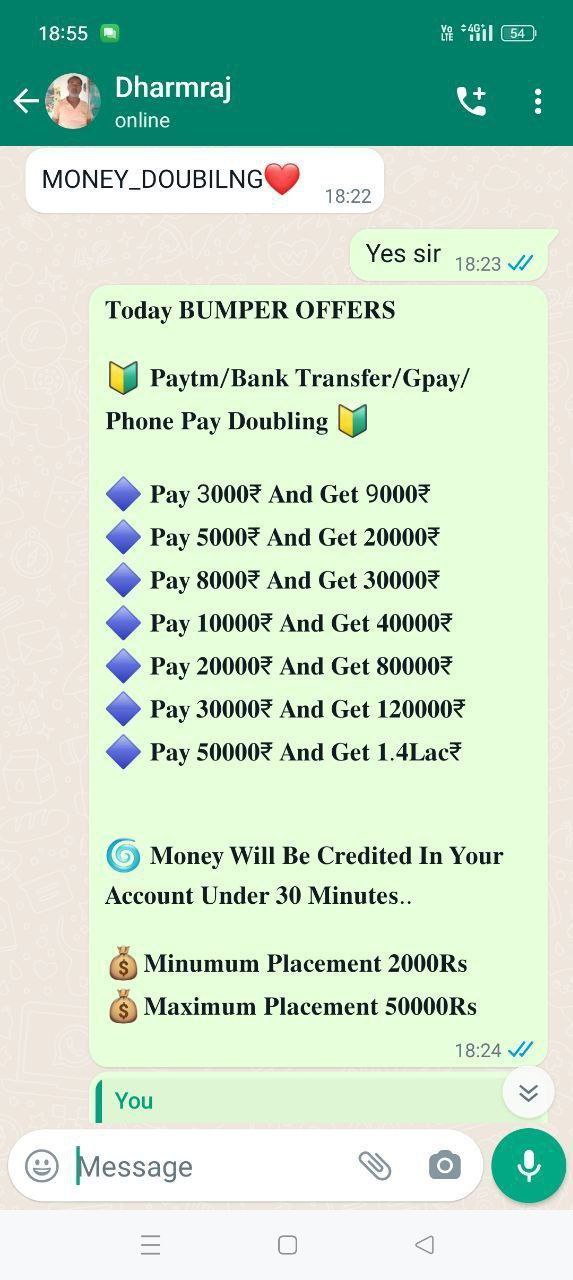 18:55
Vo LTE 4G+ 54
Dharmraj
online
MONEY_DOUBILNG❤️
18:22
Yes sir 18:23
Today BUMPER OFFERS
🔰 Paytm/Bank Transfer/Gpay/
Phone Pay Doubling 🔰
🔷 Pay 3000₹ And Get 9000₹
🔷 Pay 5000₹ And Get 20000₹
🔷 Pay 8000₹ And Get 30000₹
🔷 Pay 10000₹ And Get 40000₹
🔷 Pay 20000₹ And Get 80000₹
🔷 Pay 30000₹ And Get 120000₹
🔷 Pay 50000₹ And Get 1.4Lac₹
🌀 Money Will Be Credited In Your
Account Under 30 Minutes..
💰Minumum Placement 2000Rs
💰Maximum Placement 50000Rs
18:24
You
Message